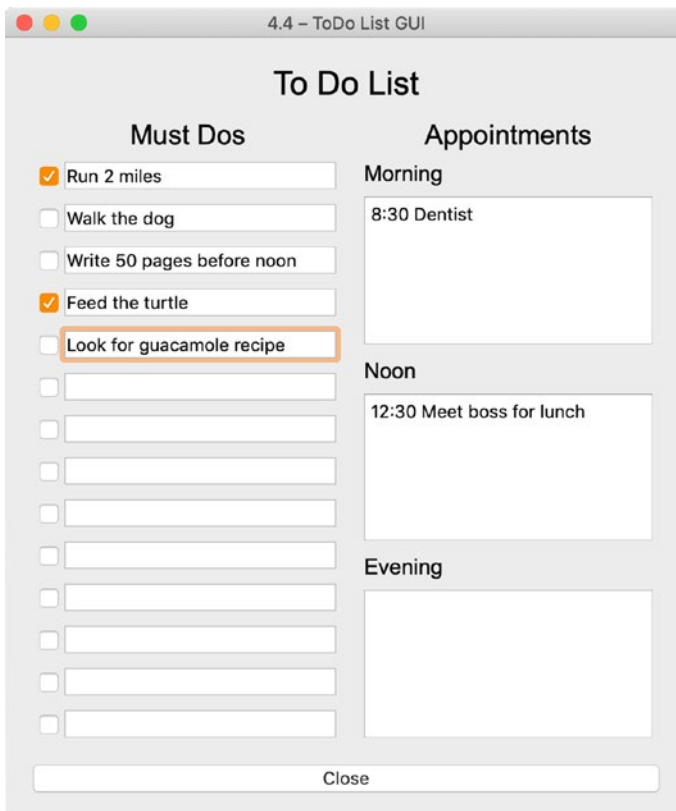 4.4 – ToDo List GUI
To Do List
Must Dos
Run 2 miles
Walk the dog
Write 50 pages before noon
Feed the turtle
Look for guacamole recipe
Appointments
Morning
8:30 Dentist
Noon
12:30 Meet boss for lunch
Evening
Close